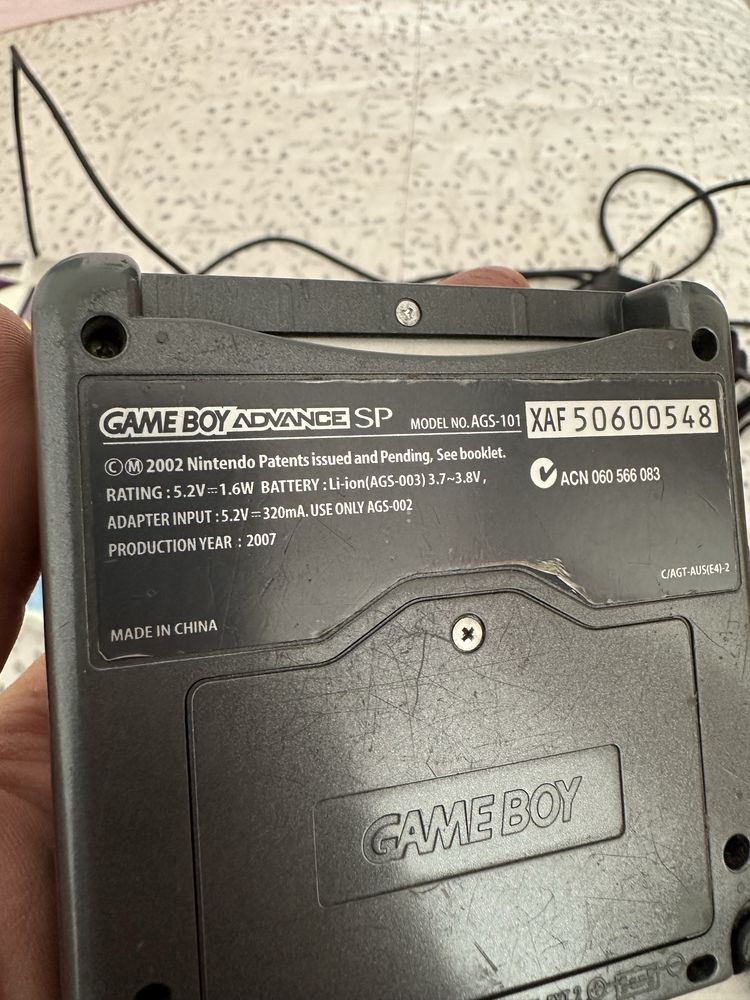 GAME BOY ADVANCE SP MODEL NO. AGS-101 XAF 50600548
©Ⓜ 2002 Nintendo Patents issued and Pending, See booklet.
RATING : 5.2V⎓1.6W BATTERY : Li-ion(AGS-003) 3.7~3.8V,
ACN 060 566 083
ADAPTER INPUT : 5.2V⎓320mA. USE ONLY AGS-002
PRODUCTION YEAR : 2007
C/AGT-AUS(E4)-2
MADE IN CHINA
GAME BOY